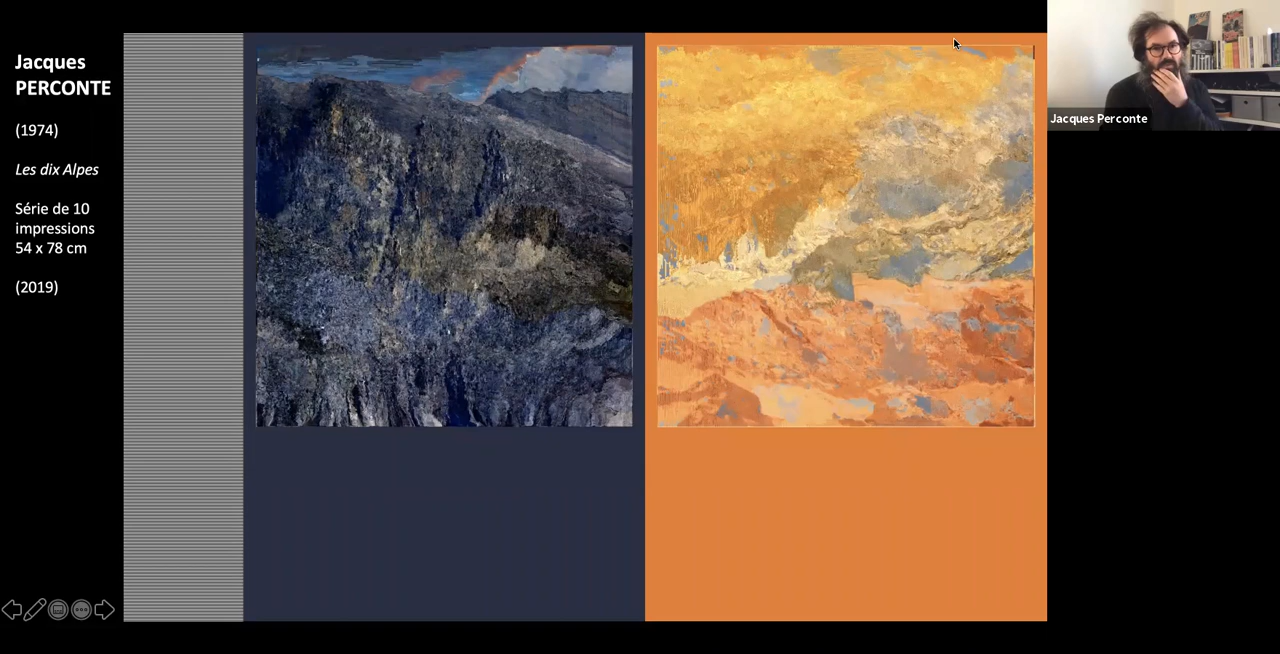 Jacques
PERCONTE
(1974)
Les dix Alpes
Série de 10
impressions
54 x 78 cm
(2019)
Jacques Perconte